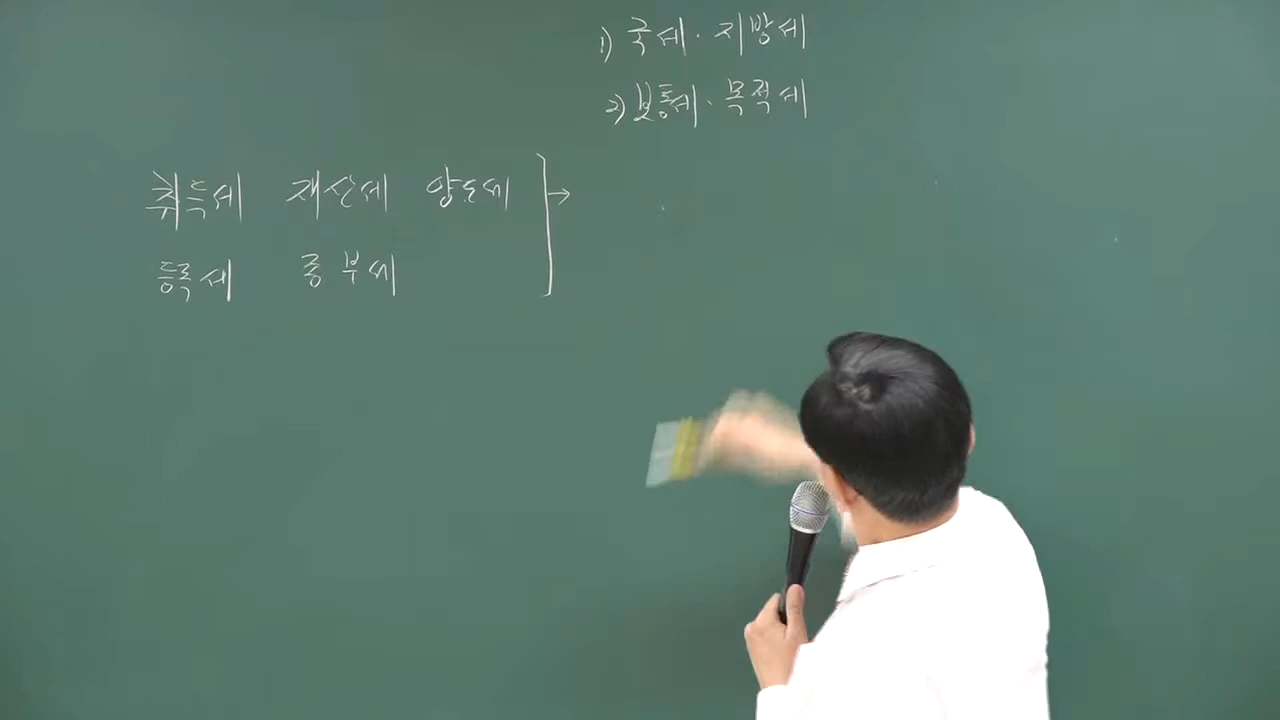 1) 국세·지방세
2) 보통세·목적세
취득세 재산세 양도세 →
등록세 종부세